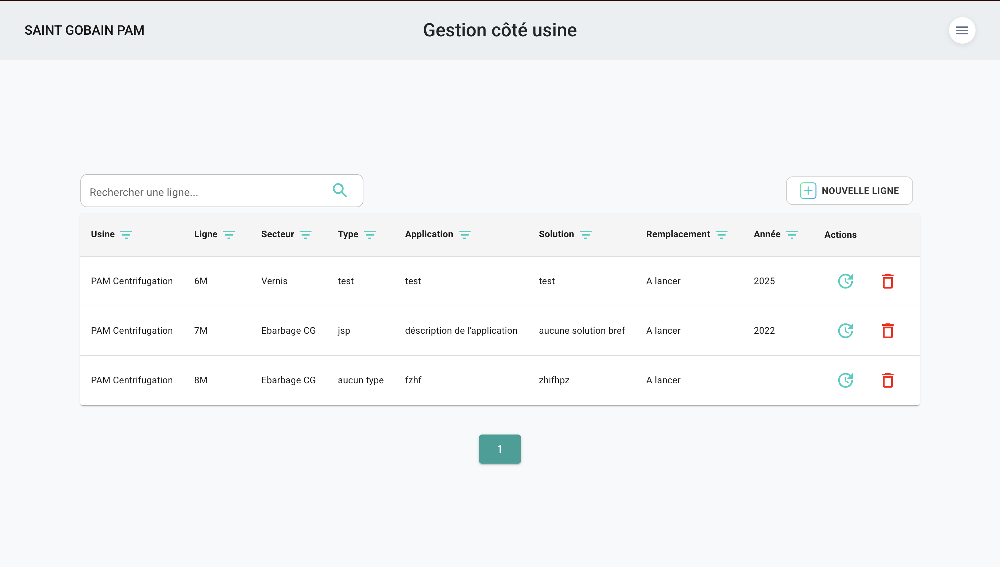 SAINT GOBAIN PAM
Gestion côté usine
Rechercher une ligne...
NOUVELLE LIGNE
Usine Ligne Secteur Type Application Solution Remplacement Année Actions
PAM Centrifugation 6M Vernis test test test A lancer 2025
PAM Centrifugation 7M Ebarbage CG jsp déscription de l'application aucune solution bref A lancer 2022
PAM Centrifugation 8M Ebarbage CG aucun type fzhf zhifhpz A lancer
1